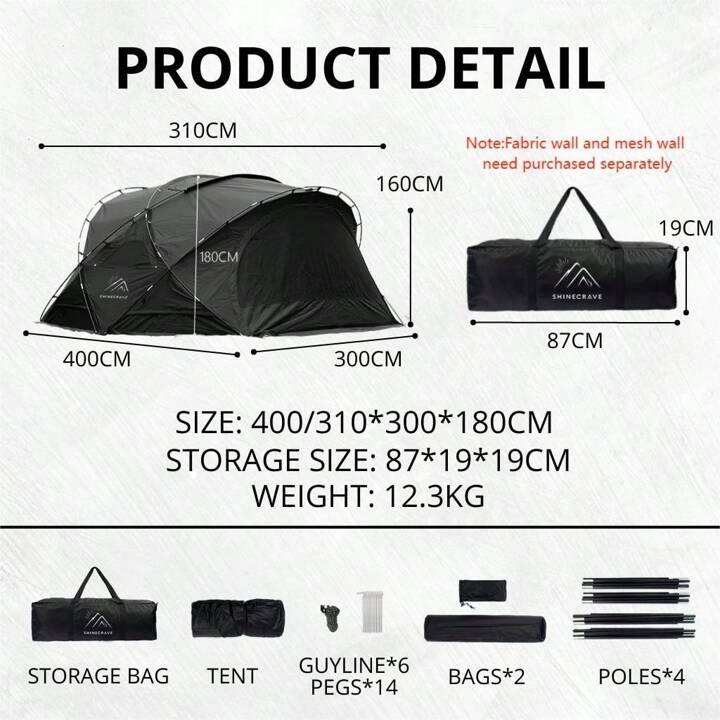 PRODUCT DETAIL
310CM
Note:Fabric wall and mesh wall
need purchased separately
160CM
180CM
19CM
SHINECRAVE
SHINECRAVE
87CM
400CM
300CM
SIZE: 400/310*300*180CM
STORAGE SIZE: 87*19*19CM
WEIGHT: 12.3KG
SHINECRAVE
STORAGE BAG
TENT
GUYLINE*6
PEGS*14
BAGS*2
POLES*4